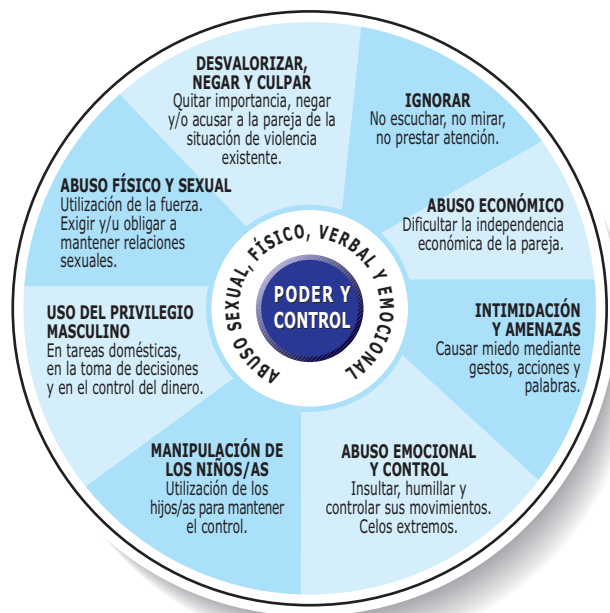 DESVALORIZAR,
NEGAR Y CULPAR
Quitar importancia, negar
y/o acusar a la pareja de la
situación de violencia
existente.
IGNORAR
No escuchar, no mirar,
no prestar atención.
ABUSO ECONÓMICO
Dificultar la independencia
económica de la pareja.
INTIMIDACIÓN
Y AMENAZAS
Causar miedo mediante
gestos, acciones y
palabras.
ABUSO EMOCIONAL
Y CONTROL
Insultar, humillar y
controlar sus movimientos.
Celos extremos.
MANIPULACIÓN DE
LOS NIÑOS/AS
Utilización de los
hijos/as para mantener
el control.
USO DEL PRIVILEGIO
MASCULINO
En tareas domésticas,
en la toma de decisiones
y en el control del dinero.
ABUSO FÍSICO Y SEXUAL
Utilización de la fuerza.
Exigir y/u obligar a
mantener relaciones
sexuales.
ABUSO SEXUAL, FÍSICO, VERBAL Y EMOCIONAL
PODER Y
CONTROL